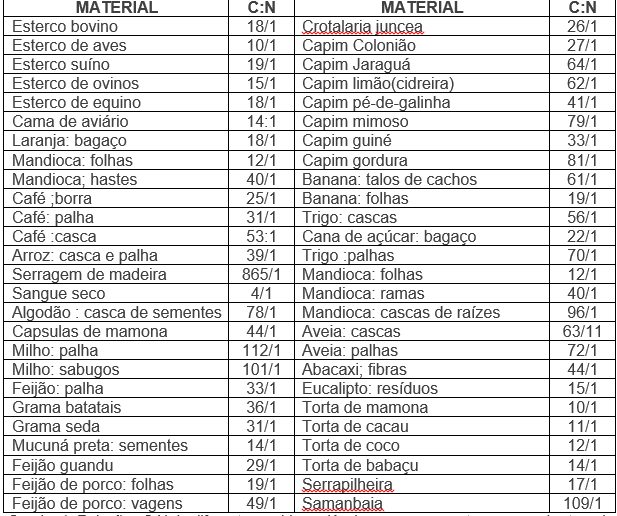 MATERIAL C:N MATERIAL C:N
Esterco bovino 18/1 Crotalaria juncea 26/1
Esterco de aves 10/1 Capim Colonião 27/1
Esterco suíno 19/1 Capim Jaraguá 64/1
Esterco de ovinos 15/1 Capim limão(cidreira) 62/1
Esterco de equino 18/1 Capim pé-de-galinha 41/1
Cama de aviário 14:1 Capim mimoso 79/1
Laranja: bagaço 18/1 Capim guiné 33/1
Mandioca: folhas 12/1 Capim gordura 81/1
Mandioca; hastes 40/1 Banana: talos de cachos 61/1
Café ;borra 25/1 Banana: folhas 19/1
Café: palha 31/1 Trigo: cascas 56/1
Café :casca 53:1 Cana de açúcar: bagaço 22/1
Arroz: casca e palha 39/1 Trigo :palhas 70/1
Serragem de madeira 865/1 Mandioca: folhas 12/1
Sangue seco 4/1 Mandioca: ramas 40/1
Algodão : casca de sementes 78/1 Mandioca: cascas de raízes 96/1
Capsulas de mamona 44/1 Aveia: cascas 63/11
Milho: palha 112/1 Aveia: palhas 72/1
Milho: sabugos 101/1 Abacaxi; fibras 44/1
Feijão: palha 33/1 Eucalipto: resíduos 15/1
Grama batatais 36/1 Torta de mamona 10/1
Grama seda 31/1 Torta de cacau 11/1
Mucuná preta: sementes 14/1 Torta de coco 12/1
Feijão guandu 29/1 Torta de babaçu 14/1
Feijão de porco: folhas 19/1 Serrapilheira 17/1
Feijão de porco: vagens 49/1 Samanbaia 109/1